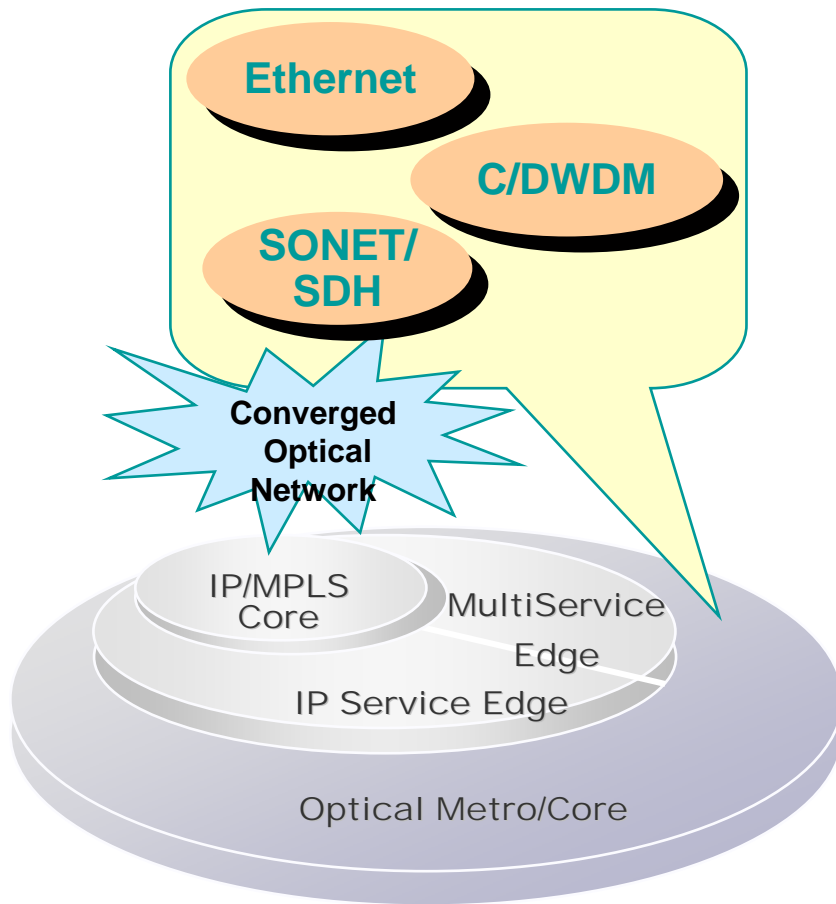 Ethernet
C/DWDM
SONET/
SDH
Converged
Optical
Network
IP/MPLS
Core
MultiService
Edge
IP Service Edge
Optical Metro/Core